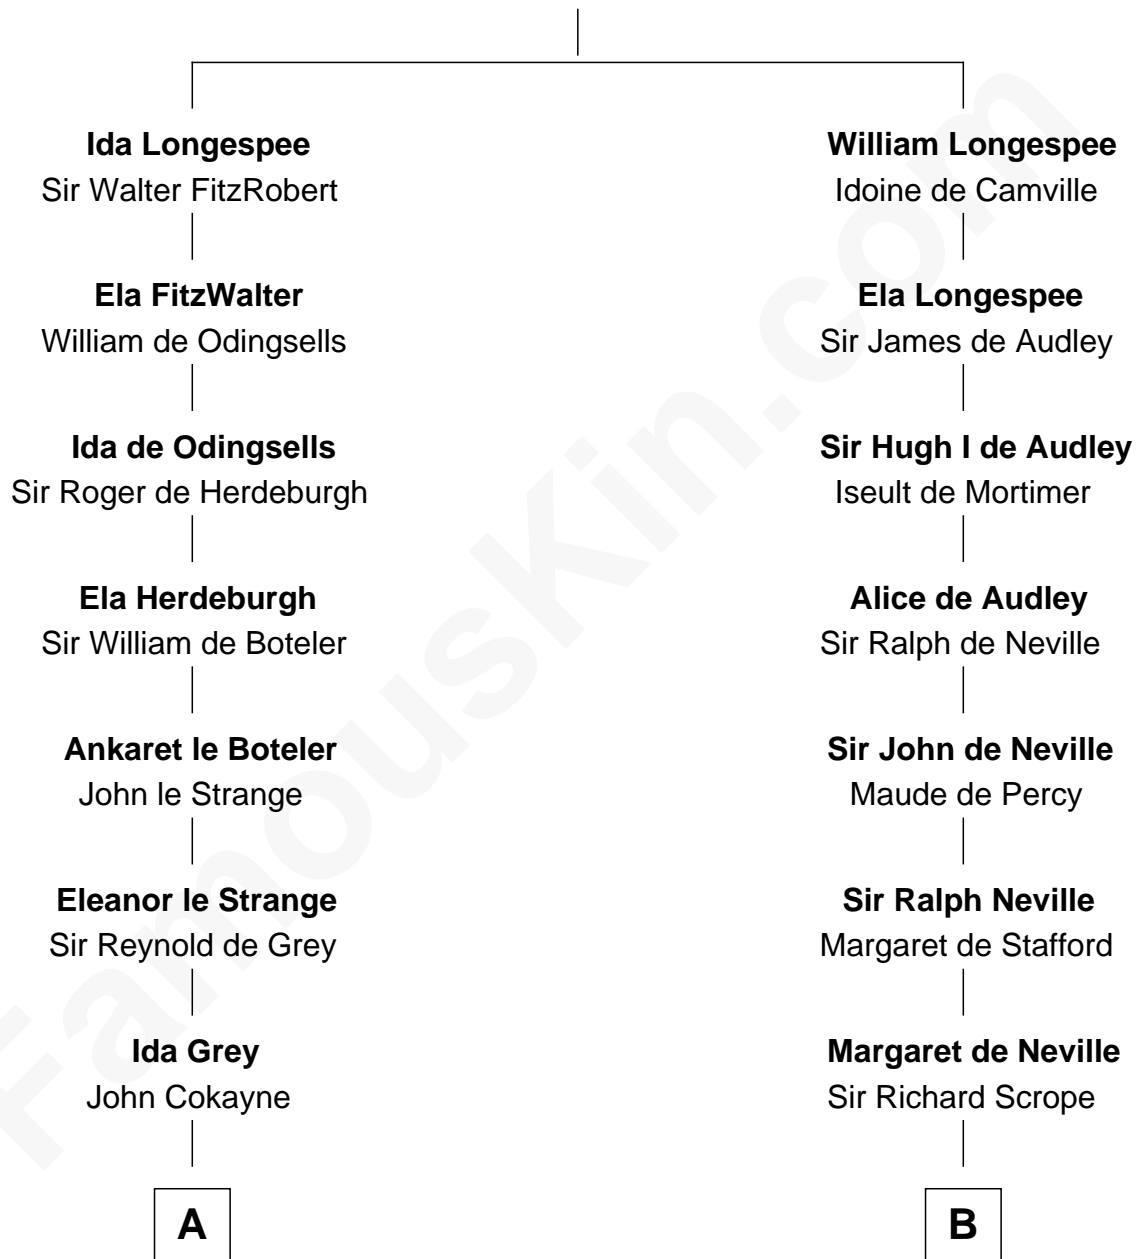 Ida Longespee
Sir Walter FitzRobert
Ela FitzWalter
William de Odingsells
Ida de Odingsells
Sir Roger de Herdeburgh
Ela Herdeburgh
Sir William de Boteler
Ankaret le Boteler
John le Strange
Eleanor le Strange
Sir Reynold de Grey
Ida Grey
John Cokayne
A
William Longespee
Idoine de Camville
Ela Longespee
Sir James de Audley
Sir Hugh I de Audley
Iseult de Mortimer
Alice de Audley
Sir Ralph de Neville
Sir John de Neville
Maude de Percy
Sir Ralph Neville
Margaret de Stafford
Margaret de Neville
Sir Richard Scrope
B
FamousKin.com